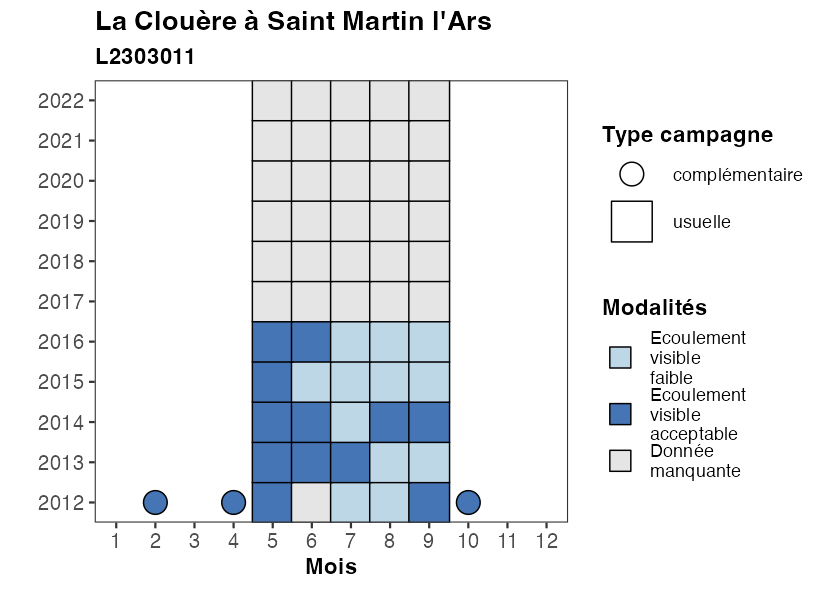 La Clouère à Saint Martin l'Ars
L2303011
2022
2021
2020
2019
2018
2017
2016
2015
2014
2013
2012
1 2 3 4 5 6 7 8 9 10 11 12
Mois
Type campagne
complémentaire
usuelle
Modalités
Ecoulement
visible
faible
Ecoulement
visible
acceptable
Donnée
manquante